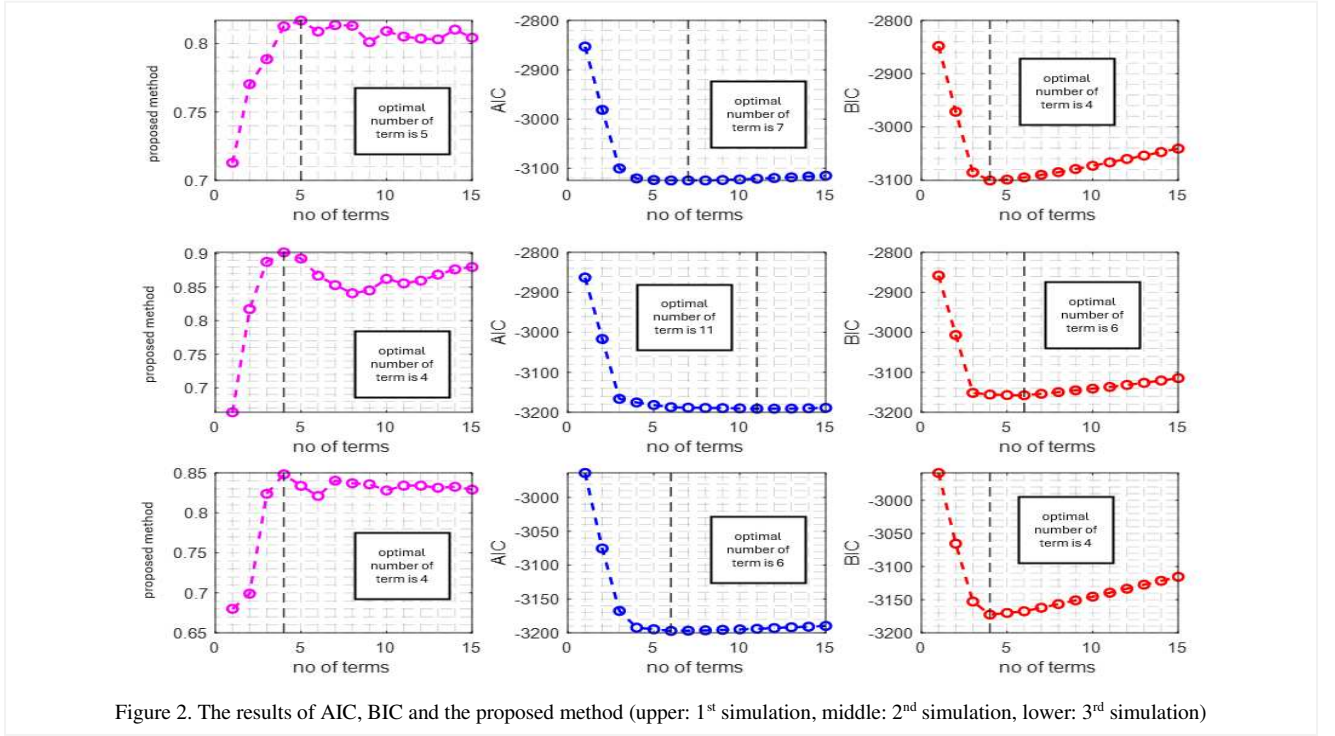 proposed method
0.8
0.75
0.7
0
5
10
15
no of terms
optimal
number of
term is 5
AIC
-2800
-2900
-3000
-3100
0
5
10
15
no of terms
optimal
number of
term is 7
BIC
-2800
-2900
-3000
-3100
0
5
10
15
no of terms
optimal
number of
term is 4
proposed method
0.9
0.85
0.8
0.75
0.7
0
5
10
15
no of terms
optimal
number of
term is 4
AIC
-2800
-2900
-3000
-3100
-3200
0
5
10
15
no of terms
optimal
number of
term is 11
BIC
-2800
-2900
-3000
-3100
-3200
0
5
10
15
no of terms
optimal
number of
term is 6
proposed method
0.85
0.8
0.75
0.7
0.65
0
5
10
15
no of terms
optimal
number of
term is 4
AIC
-3000
-3050
-3100
-3150
-3200
0
5
10
15
no of terms
optimal
number of
term is 6
BIC
-3000
-3050
-3100
-3150
-3200
0
5
10
15
no of terms
optimal
number of
term is 4
Figure 2. The results of AIC, BIC and the proposed method (upper: 1st simulation, middle: 2nd simulation, lower: 3rd simulation)